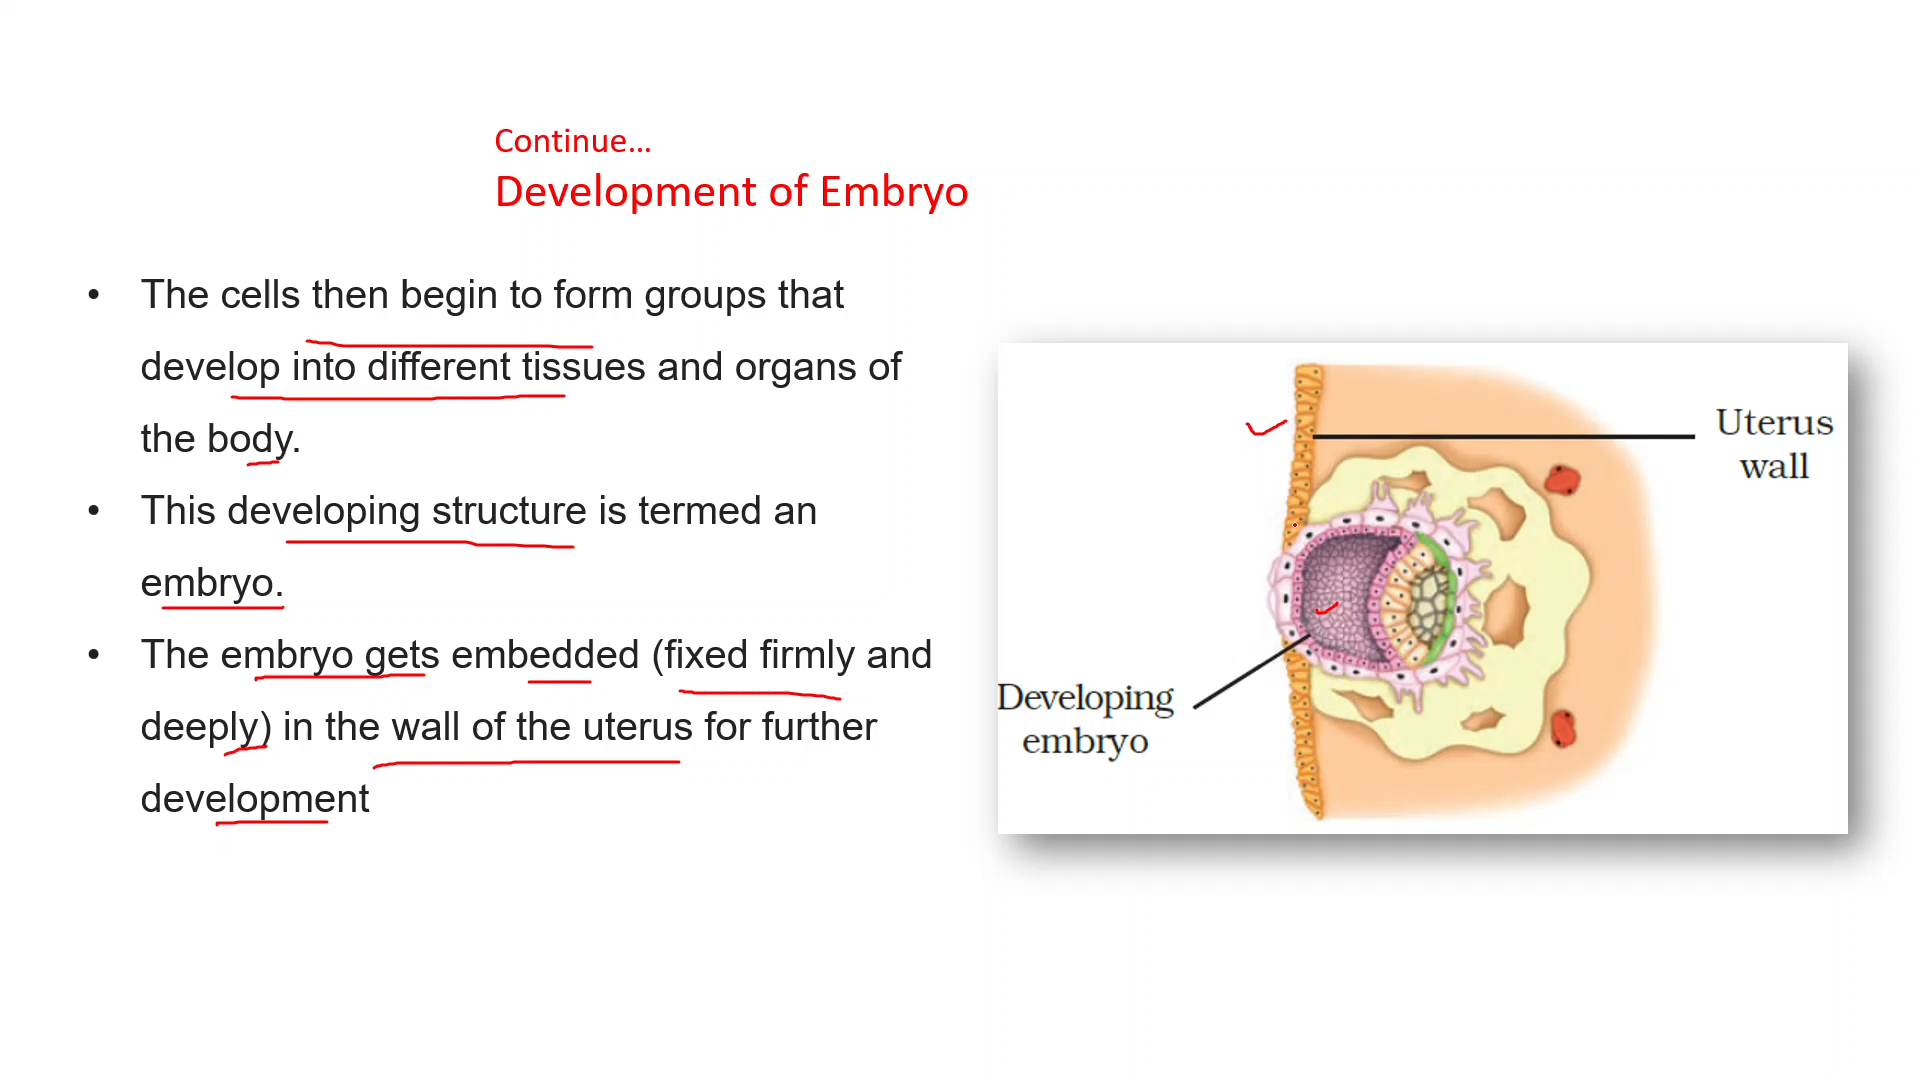 Continue...
Development of Embryo
• The cells then begin to form groups that
develop into different tissues and organs of
the body.
• This developing structure is termed an
embryo.
• The embryo gets embedded (fixed firmly and
deeply) in the wall of the uterus for further
development
Uterus
wall
Developing
embryo